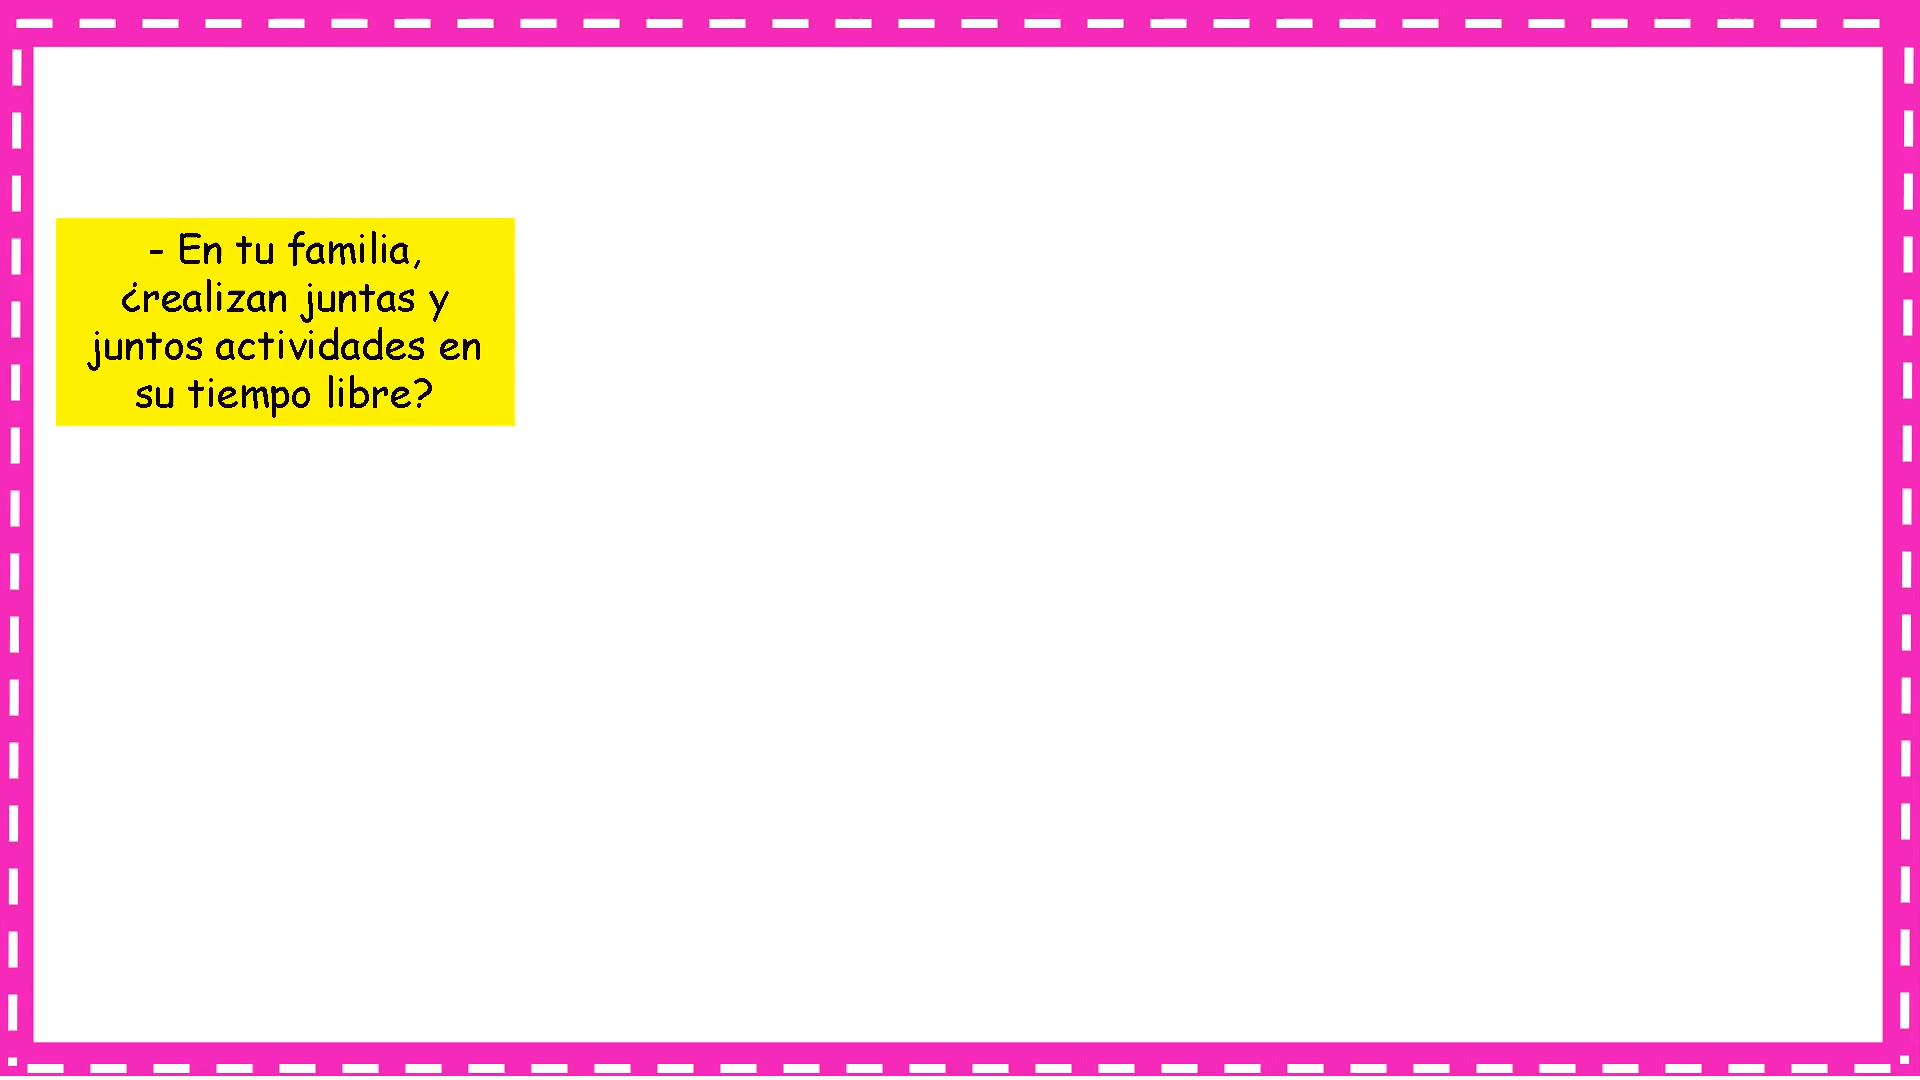 - En tu familia,
¿realizan juntas y
juntos actividades en
su tiempo libre?